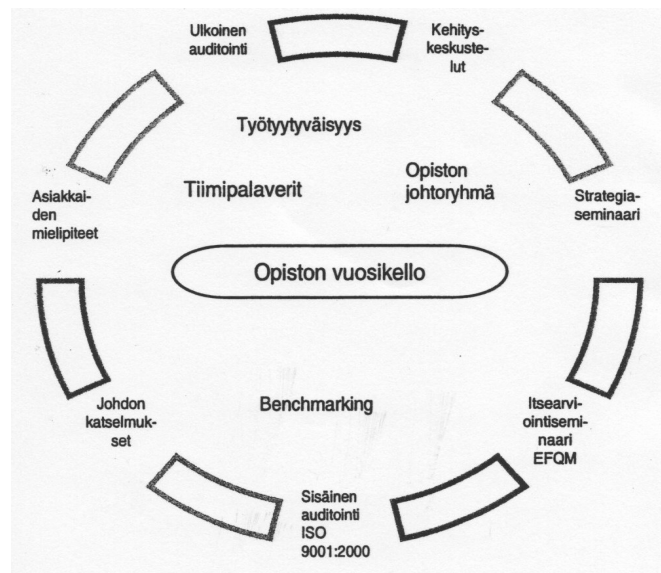 Ulkoinen
auditointi
Kehitys-
keskuste-
lut
Työtyytyväisyys
Tiimipalaverit
Opiston
johtoryhmä
Asiakkai-
den
mielipiteet
Strategia-
seminaari
Opiston vuosikello
Johdon
katselmuk-
set
Benchmarking
Itsearvi-
ointisemi-
naari
EFQM
Sisäinen
auditointi
ISO
9001:2000